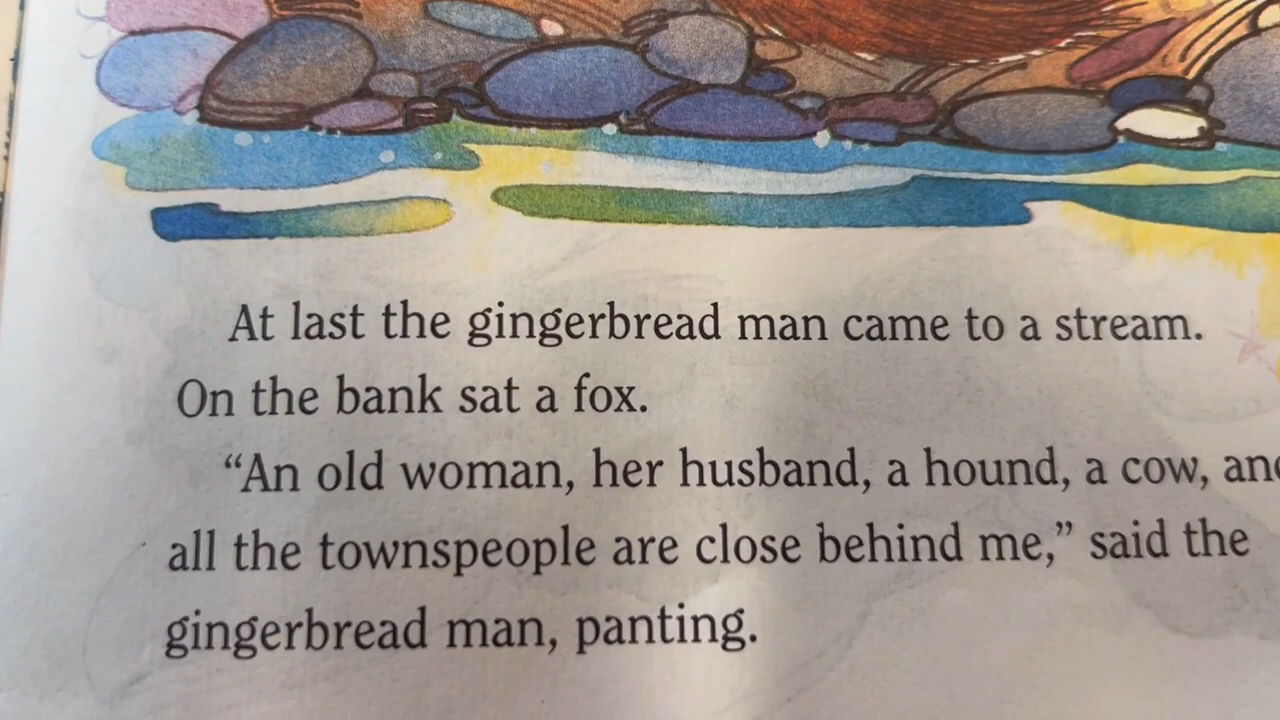 At last the gingerbread man came to a stream.
On the bank sat a fox.
“An old woman, her husband, a hound, a cow, and
all the townspeople are close behind me,” said the
gingerbread man, panting.